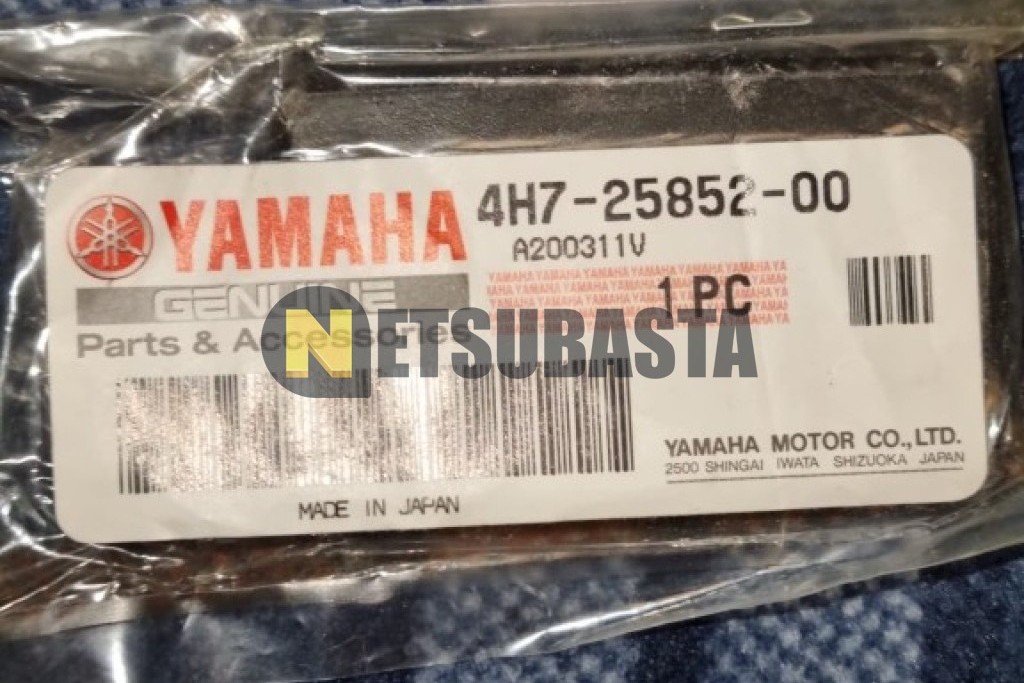 YAMAHA 4H7-25852-00
A200311V
GENUINE
Parts & Accessories
YAMAHA YAMAHA YAMAHA YAMAHA YAMAHA YAMAHA YA
1 PC
NETSUBASTA
YAMAHA MOTOR CO.,LTD.
2500 SHINGAI IWATA SHIZUOKA JAPAN
MADE IN JAPAN